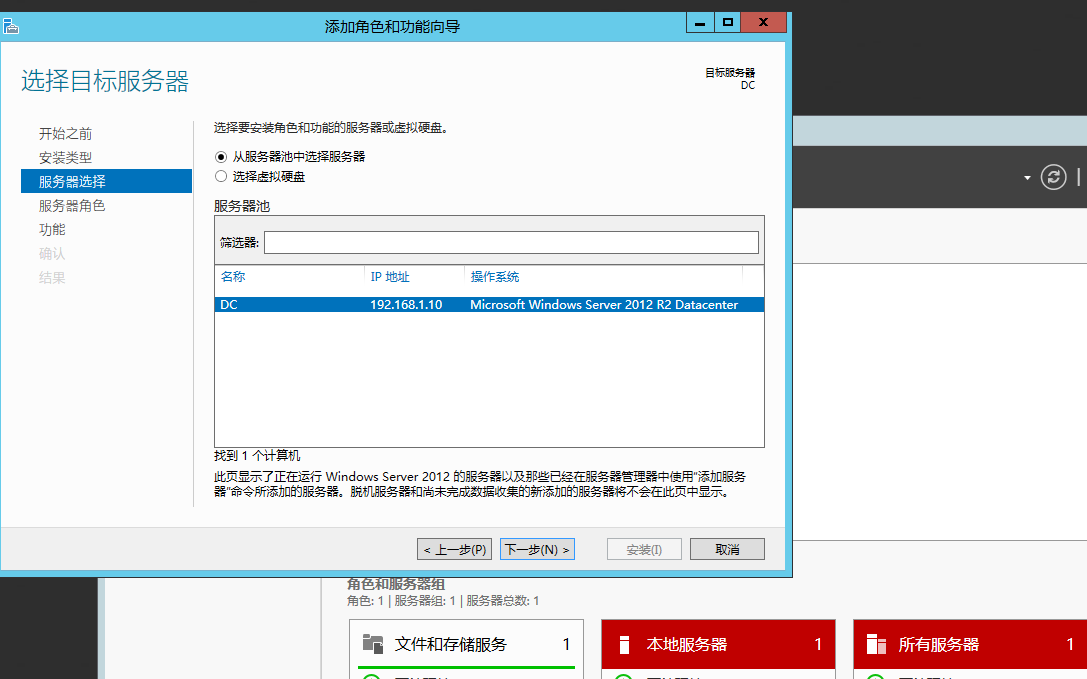 添加角色和功能向导
选择目标服务器
目标服务器
DC
开始之前
安装类型
服务器选择
服务器角色
功能
确认
结果
选择要安装角色和功能的服务器或虚拟硬盘。
从服务器池中选择服务器
选择虚拟硬盘
服务器池
筛选器:
名称 IP 地址 操作系统
DC 192.168.1.10 Microsoft Windows Server 2012 R2 Datacenter
找到 1 个计算机
此页显示了正在运行 Windows Server 2012 的服务器以及那些已经在服务器管理器中使用"添加服务
器"命令所添加的服务器。脱机服务器和尚未完成数据收集的新添加的服务器将不会在此页中显示。
< 上一步(P) 下一步(N) > 安装(I) 取消
角色和服务器组
角色: 1 | 服务器组: 1 | 服务器总数: 1
文件和存储服务 1 本地服务器 1 所有服务器 1